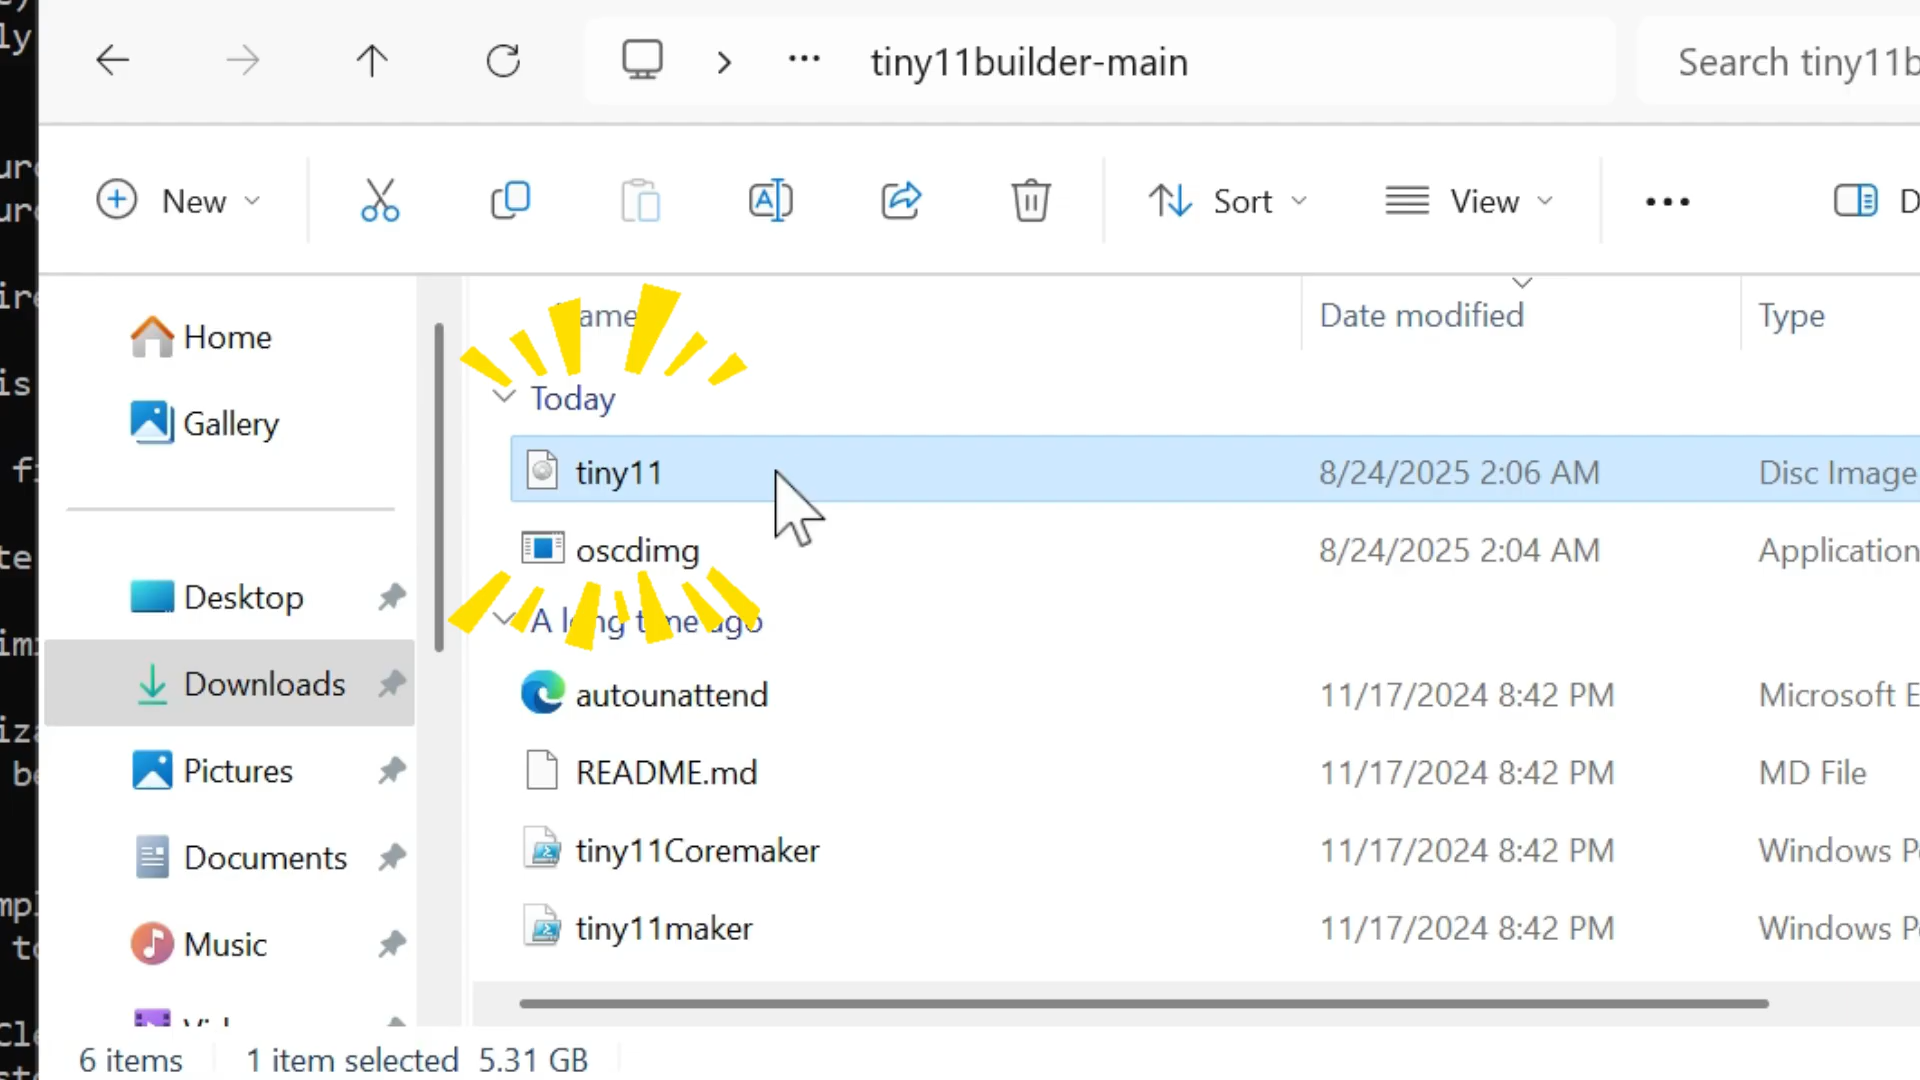 tiny11builder-main
Search tiny11b
New
Sort
View
Today
Date modified
Type
Home
Gallery
Desktop
Downloads
Pictures
Documents
Music
tiny11 8/24/2025 2:06 AM Disc Image
oscdimg 8/24/2025 2:04 AM Application
A long time ago
autounattend 11/17/2024 8:42 PM Microsoft E
README.md 11/17/2024 8:42 PM MD File
tiny11Coremaker 11/17/2024 8:42 PM Windows P
tiny11maker 11/17/2024 8:42 PM Windows P
6 items 1 item selected 5.31 GB